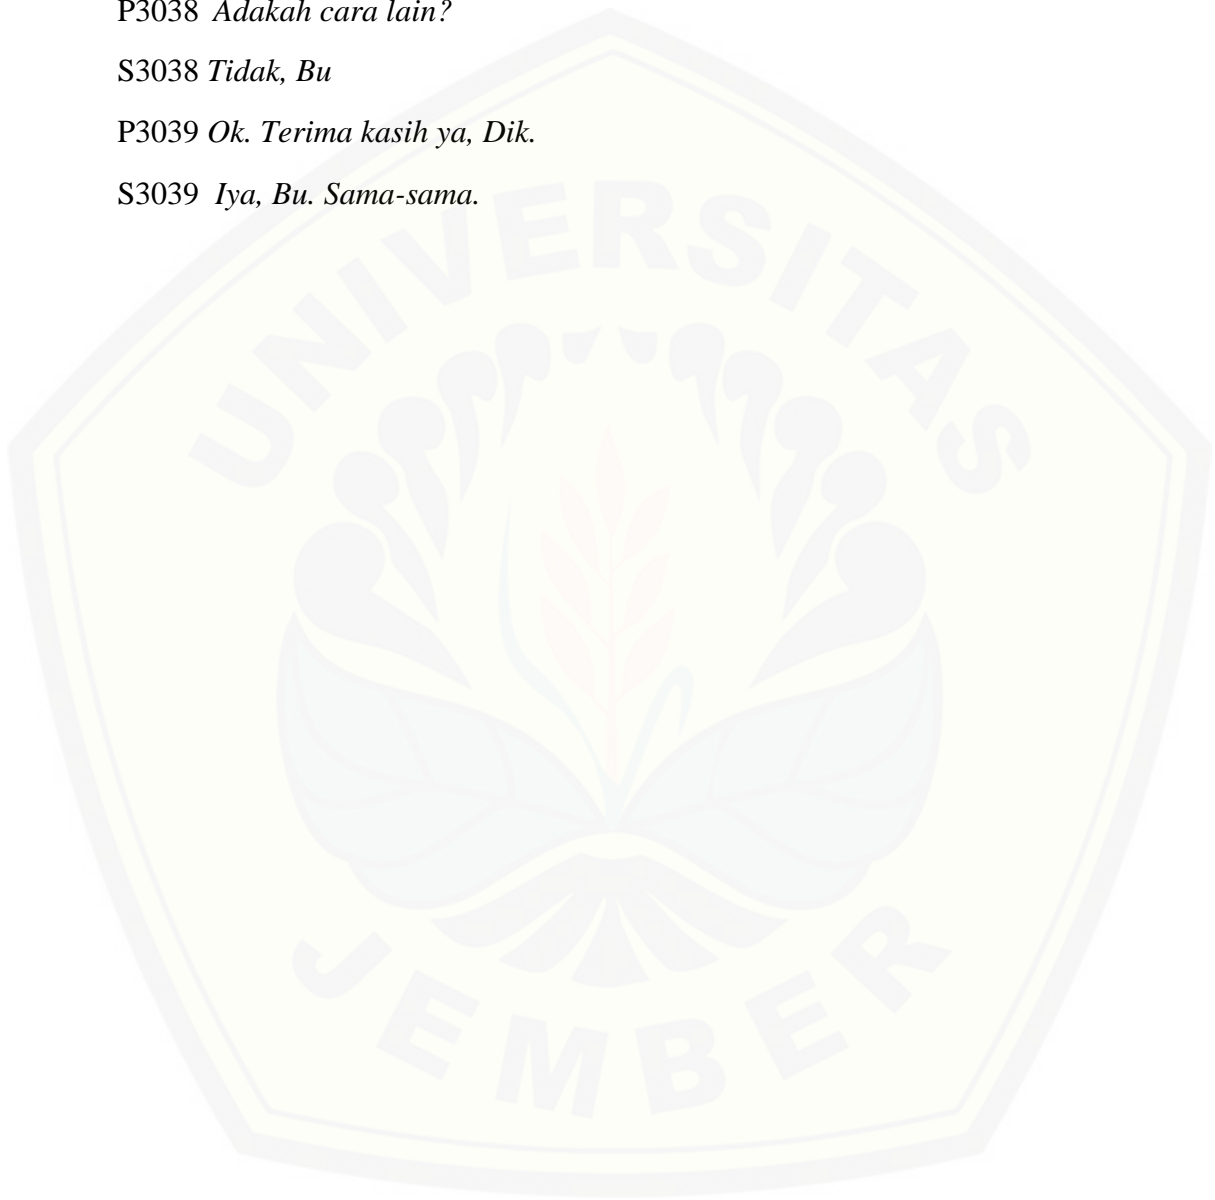 P3038 Adakah cara lain?
S3038 Tidak, Bu
P3039 Ok. Terima kasih ya, Dik.
S3039 Iya, Bu. Sama-sama.
UNIVERSITAS
JEMBER